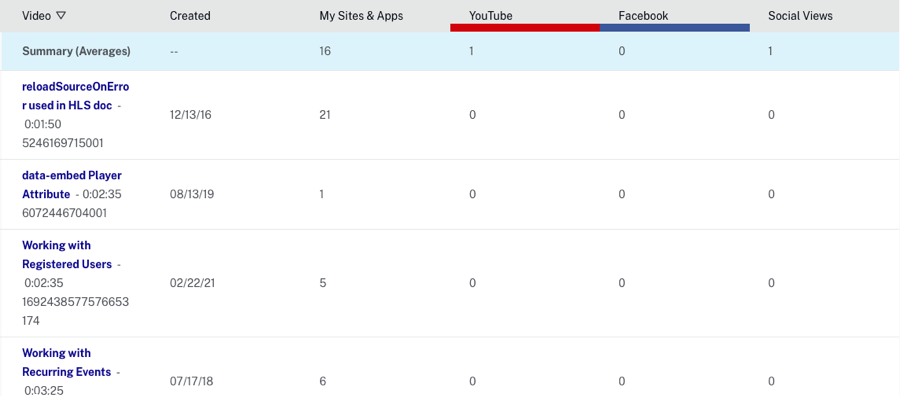 Video ▽ Created My Sites & Apps YouTube Facebook Social Views
Summary (Averages) -- 16 1 0 1
reloadSourceOnErro
r used in HLS doc -
0:01:50
5246169715001
12/13/16 21 0 0 0
data-embed Player
Attribute - 0:02:35
6072446704001
08/13/19 1 0 0 0
Working with
Registered Users -
0:02:35
1692438577576653
174
02/22/21 5 0 0 0
Working with
Recurring Events -
0:03:25
07/17/18 6 0 0 0